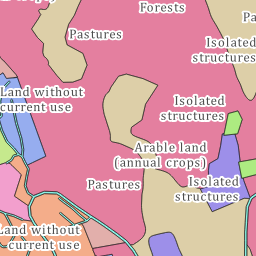 Forests
Pastures
Isolated
structures
Land without
current use
Isolated
structures
Arable land
(annual crops)
Pastures
Isolated
structures
Land without
current use